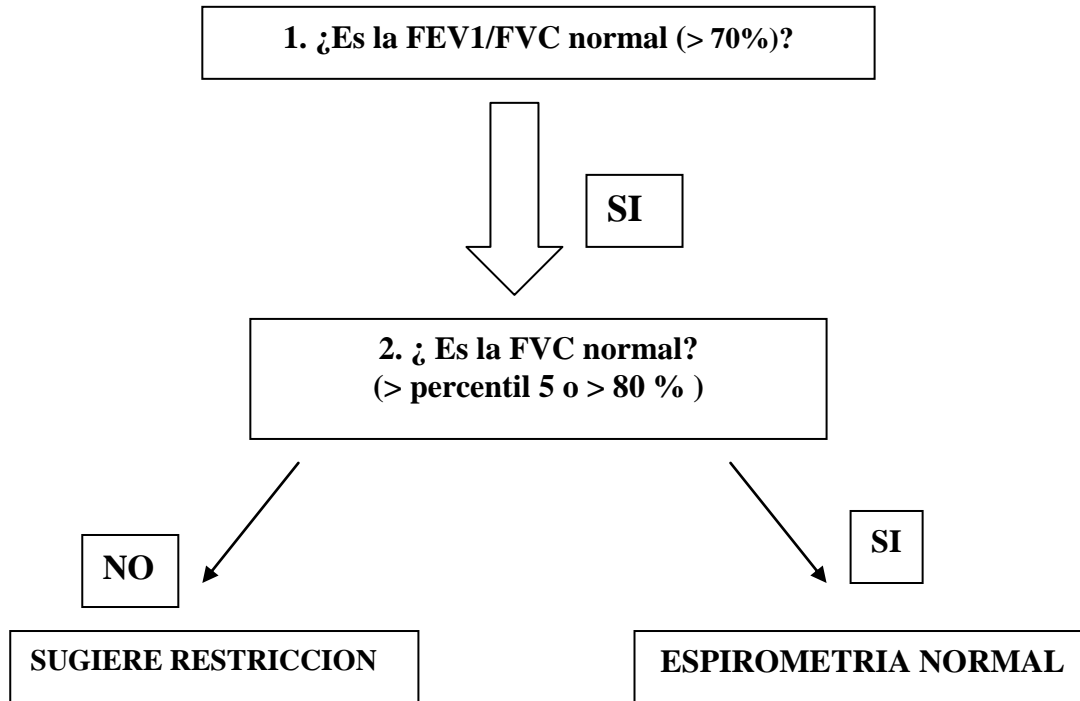 1. ¿Es la FEV1/FVC normal (> 70%)?
SI
2. ¿ Es la FVC normal?
(> percentil 5 o > 80 % )
NO
SI
SUGIERE RESTRICCION
ESPIROMETRIA NORMAL